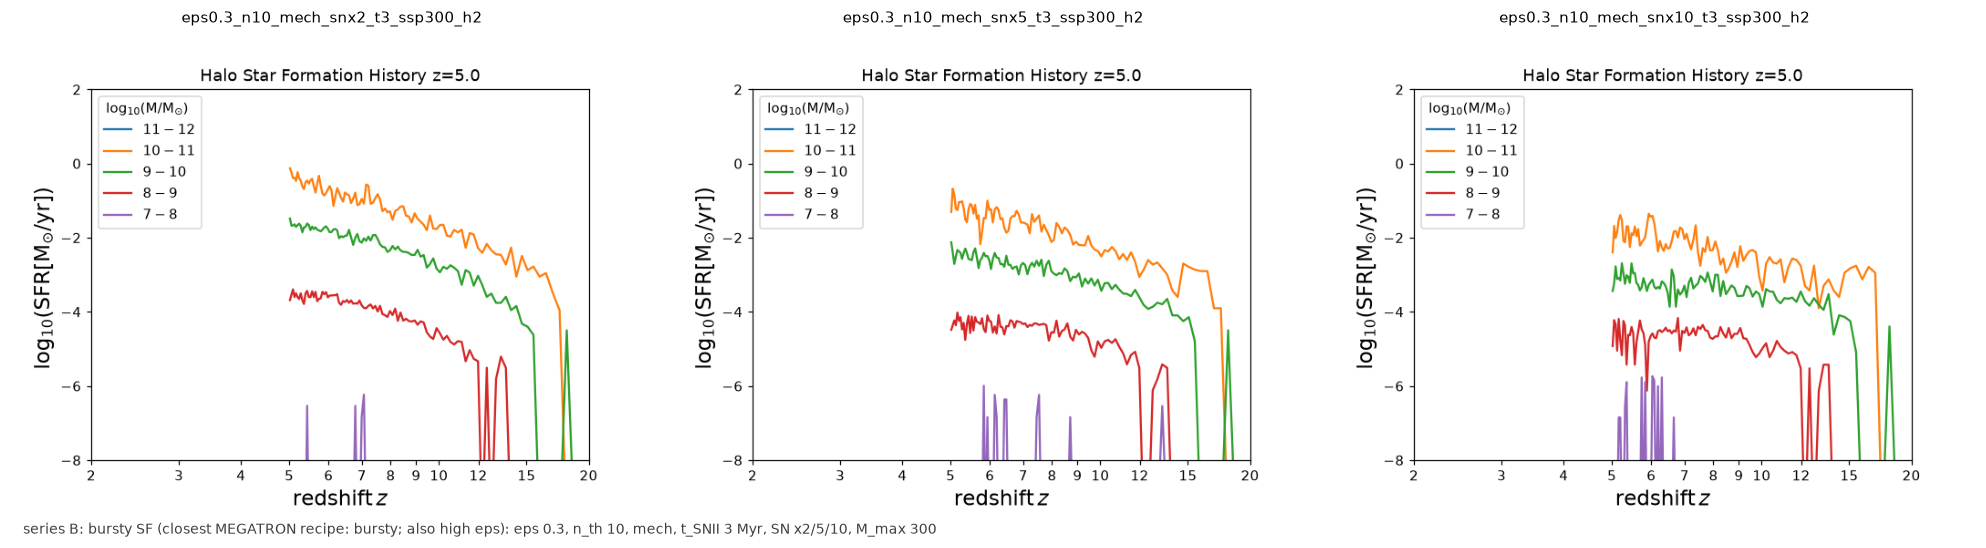 eps0.3_n10_mech_snx2_t3_ssp300_h2
Halo Star Formation History z=5.0
log₁₀(SFR[M⊙/yr])
2
0
−2
−4
−6
−8
log₁₀(M/M⊙)
11 − 12
10 − 11
9 − 10
8 − 9
7 − 8
2 3 4 5 6 7 8 9 10 12 15 20
redshift z
eps0.3_n10_mech_snx5_t3_ssp300_h2
Halo Star Formation History z=5.0
log₁₀(SFR[M⊙/yr])
2
0
−2
−4
−6
−8
log₁₀(M/M⊙)
11 − 12
10 − 11
9 − 10
8 − 9
7 − 8
2 3 4 5 6 7 8 9 10 12 15 20
redshift z
eps0.3_n10_mech_snx10_t3_ssp300_h2
Halo Star Formation History z=5.0
log₁₀(SFR[M⊙/yr])
2
0
−2
−4
−6
−8
log₁₀(M/M⊙)
11 − 12
10 − 11
9 − 10
8 − 9
7 − 8
2 3 4 5 6 7 8 9 10 12 15 20
redshift z
series B: bursty SF (closest MEGATRON recipe: bursty; also high eps): eps 0.3, n_th 10, mech, t_SNII 3 Myr, SN x2/5/10, M_max 300